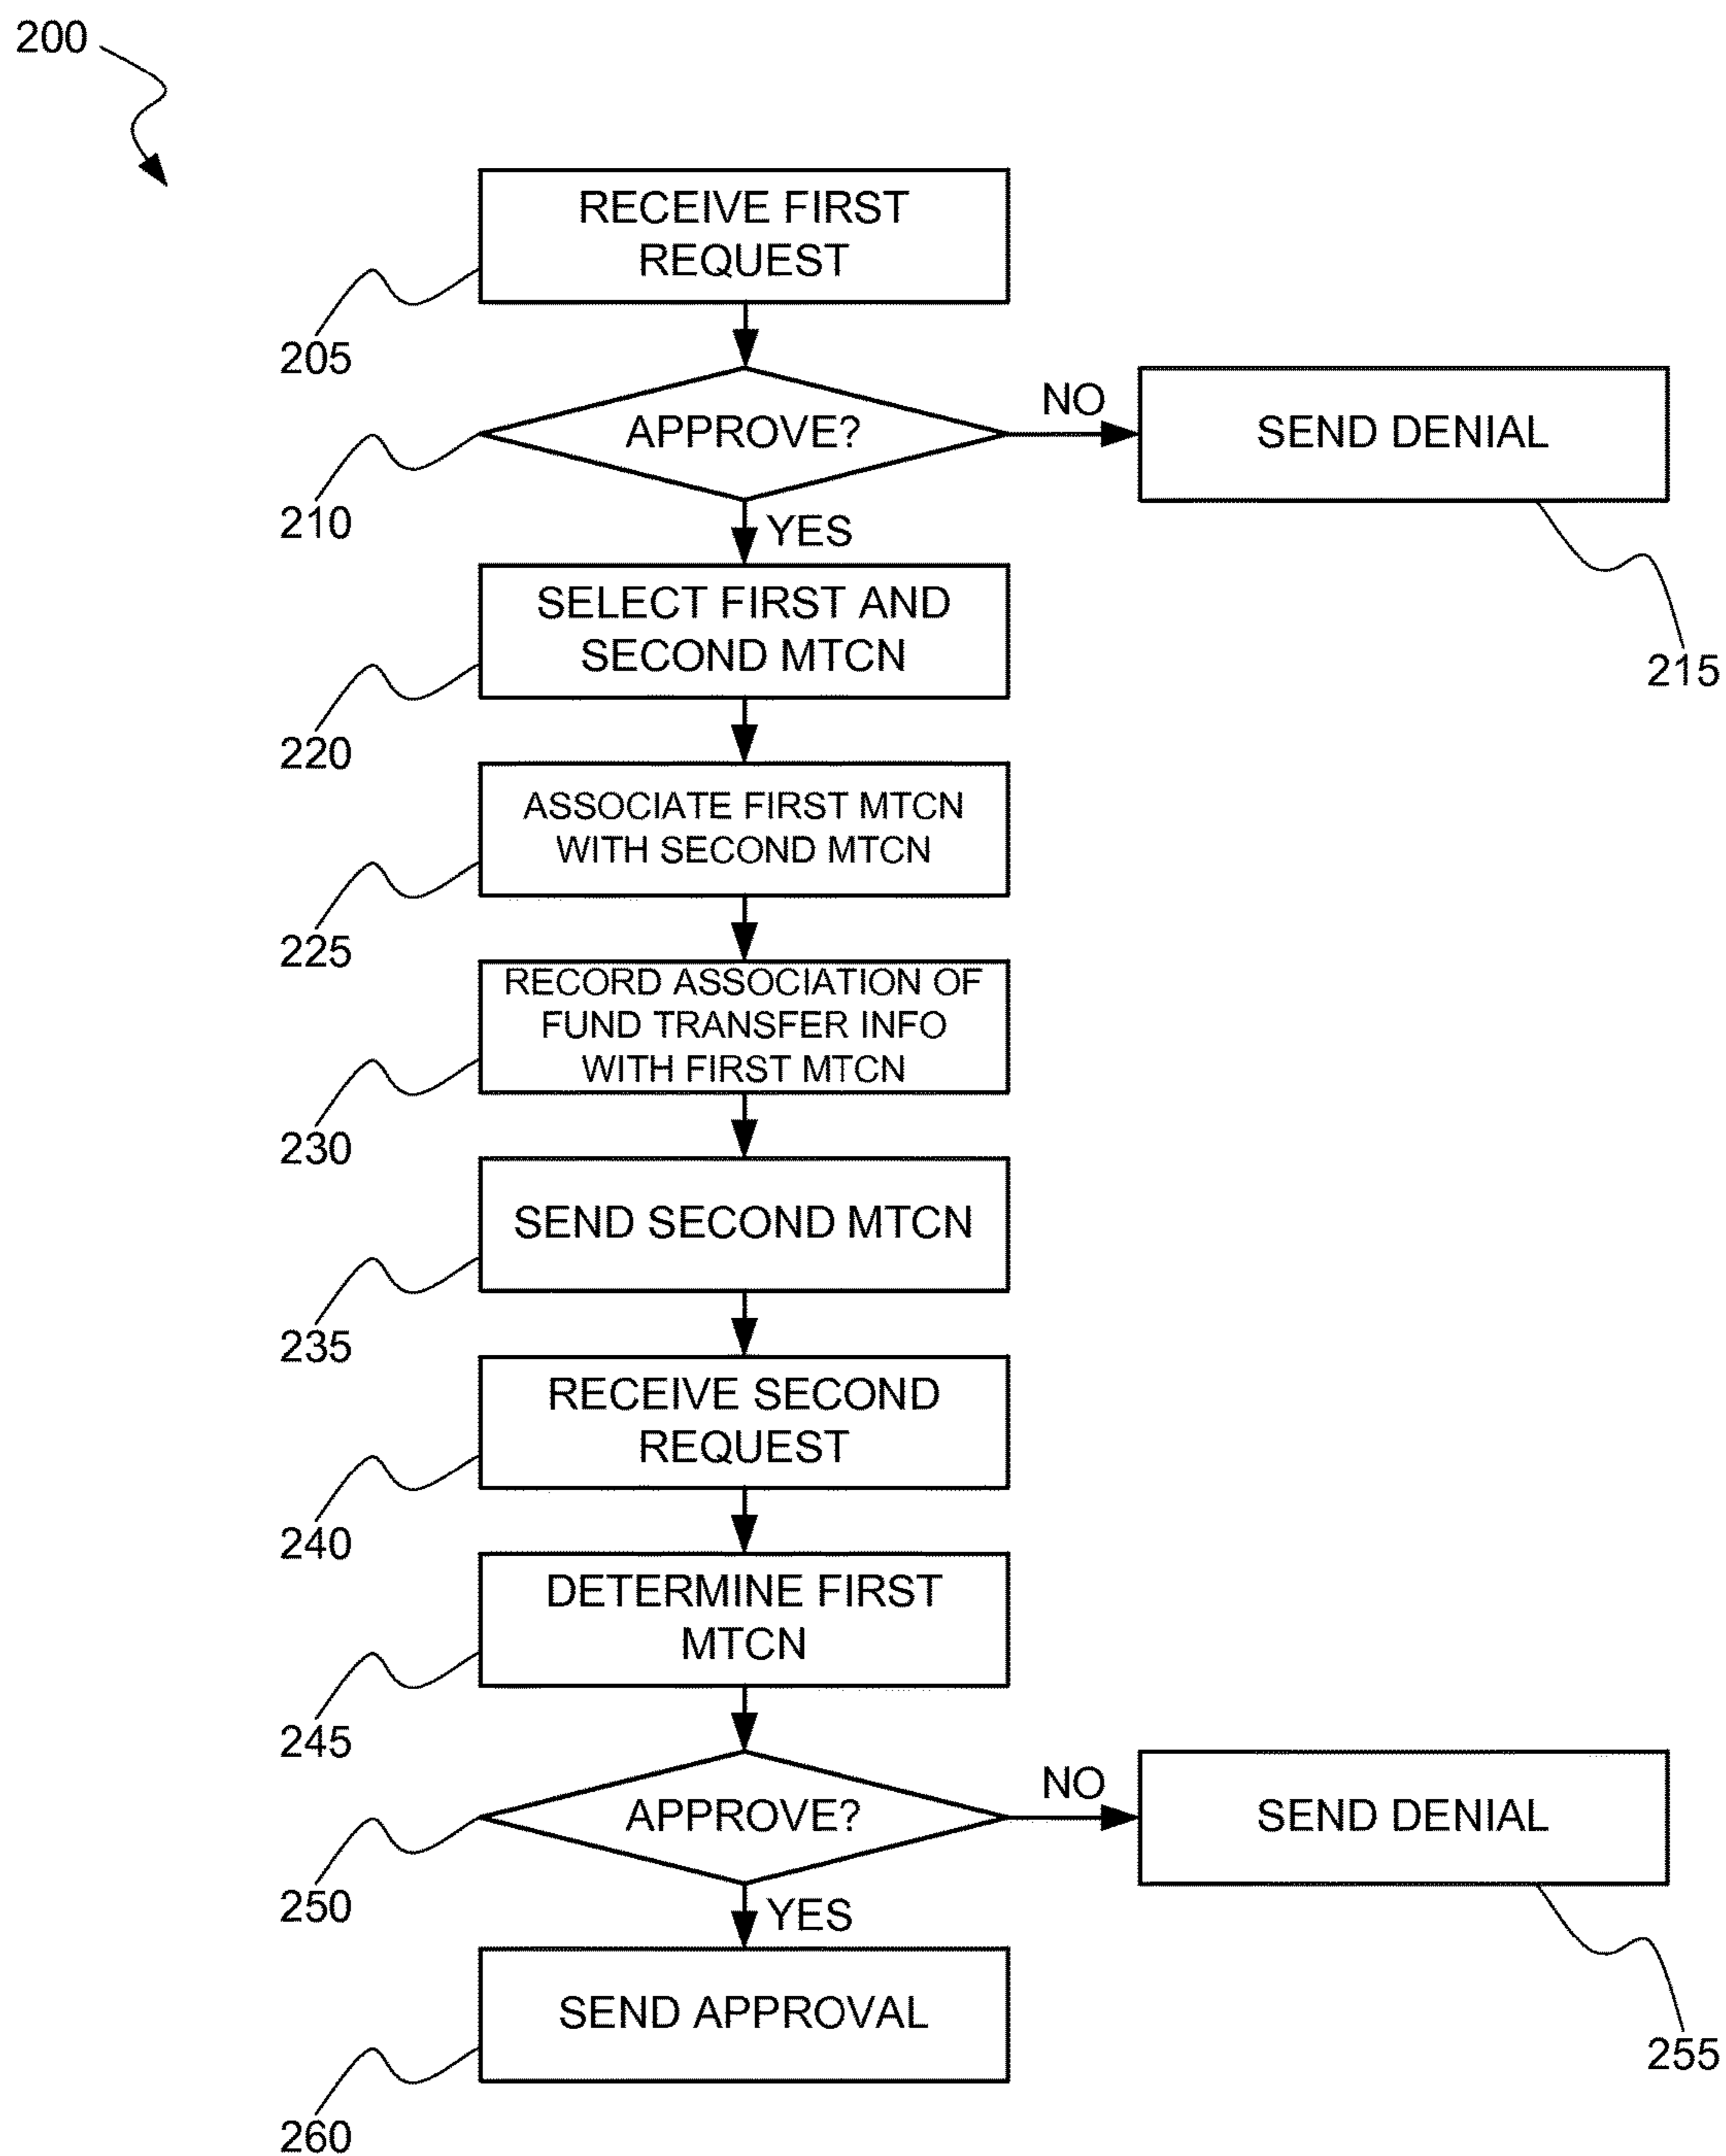 200
RECEIVE FIRST
REQUEST
205
APPROVE?
NO
SEND DENIAL
210
YES
215
SELECT FIRST AND
SECOND MTCN
220
ASSOCIATE FIRST MTCN
WITH SECOND MTCN
225
RECORD ASSOCIATION OF
FUND TRANSFER INFO
WITH FIRST MTCN
230
SEND SECOND MTCN
235
RECEIVE SECOND
REQUEST
240
DETERMINE FIRST
MTCN
245
APPROVE?
NO
SEND DENIAL
250
YES
255
SEND APPROVAL
260